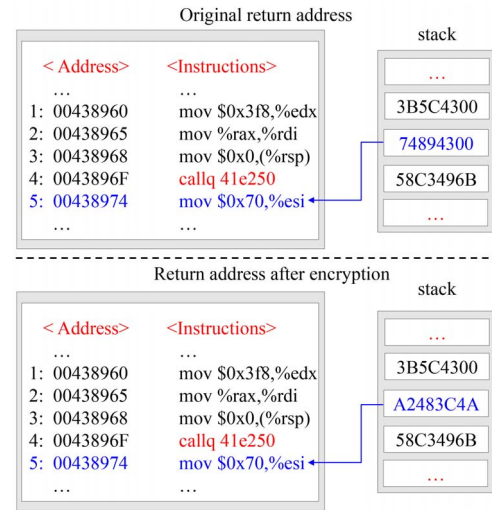 Original return address
stack
< Address> <Instructions>
... ...
1: 00438960 mov $0x3f8,%edx
2: 00438965 mov %rax,%rdi
3: 00438968 mov $0x0,(%rsp)
4: 0043896F callq 41e250
5: 00438974 mov $0x70,%esi
... ...
...
3B5C4300
74894300
58C3496B
...
Return address after encryption
stack
< Address> <Instructions>
... ...
1: 00438960 mov $0x3f8,%edx
2: 00438965 mov %rax,%rdi
3: 00438968 mov $0x0,(%rsp)
4: 0043896F callq 41e250
5: 00438974 mov $0x70,%esi
... ...
...
3B5C4300
A2483C4A
58C3496B
...